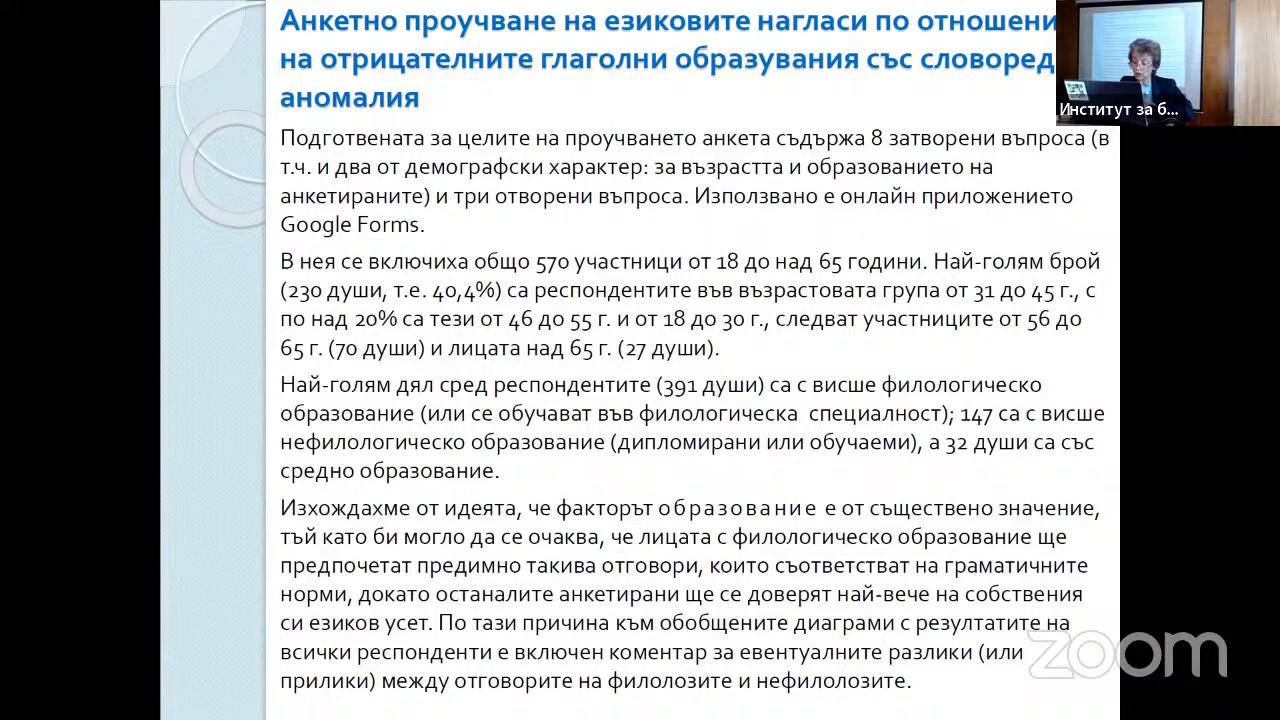 Анкетно проучване на езиковите нагласи по отношени
на отрицателните глаголни образувания със словоред
аномалия
Подготвената за целите на проучването анкета съдържа 8 затворени въпроса (в
т.ч. и два от демографски характер: за възрастта и образованието на
анкетираните) и три отворени въпроса. Използвано е онлайн приложението
Google Forms.
В нея се включиха общо 570 участници от 18 до над 65 години. Най-голям брой
(230 души, т.е. 40,4%) са респондентите във възрастовата група от 31 до 45 г., с
по над 20% са тези от 46 до 55 г. и от 18 до 30 г., следват участниците от 56 до
65 г. (70 души) и лицата над 65 г. (27 души).
Най-голям дял сред респондентите (391 души) са с висше филологическо
образование (или се обучават във филологическа специалност); 147 са с висше
нефилологическо образование (дипломирани или обучаеми), а 32 души са със
средно образование.
Изхождахме от идеята, че факторът образование е от съществено значение,
тъй като би могло да се очаква, че лицата с филологическо образование ще
предпочетат предимно такива отговори, които съответстват на граматичните
норми, докато останалите анкетирани ще се доверят най-вече на собствения
си езиков усет. По тази причина към обобщените диаграми с резултатите на
всички респонденти е включен коментар за евентуалните разлики (или
прилики) между отговорите на филолозите и нефилолозите.
Институт за б...
zoom